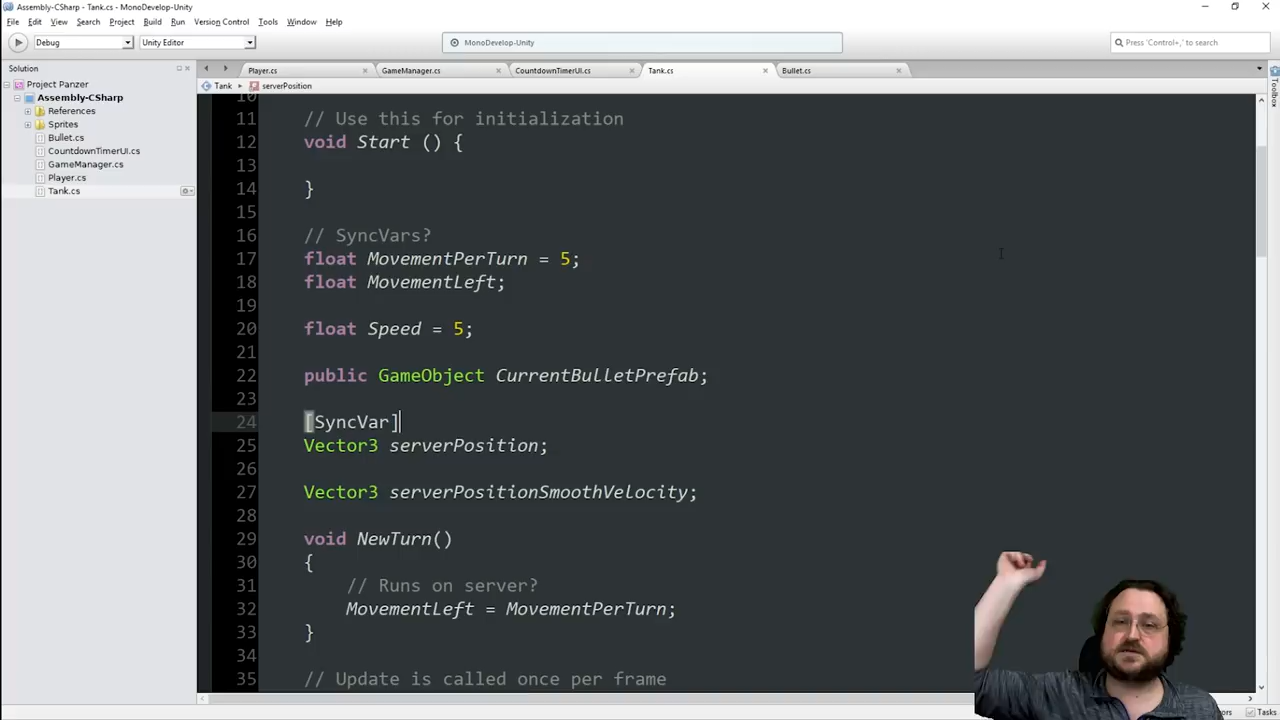 Assembly-CSharp - Tank.cs - MonoDevelop-Unity
File Edit View Search Project Build Run Version Control Tools Window Help
Debug Unity Editor MonoDevelop-Unity Press 'Control+,' to search
Solution
Player.cs GameManager.cs CountdownTimerUI.cs Tank.cs Bullet.cs
Tank serverPosition
Project Panzer
Assembly-CSharp
References
Sprites
Bullet.cs
CountdownTimerUI.cs
GameManager.cs
Player.cs
Tank.cs
Toolbox
10
11 // Use this for initialization
12 void Start () {
13
14 }
15
16 // SyncVars?
17 float MovementPerTurn = 5;
18 float MovementLeft;
19
20 float Speed = 5;
21
22 public GameObject CurrentBulletPrefab;
23
24 [SyncVar]
25 Vector3 serverPosition;
26
27 Vector3 serverPositionSmoothVelocity;
28
29 void NewTurn()
30 {
31 // Runs on server?
32 MovementLeft = MovementPerTurn;
33 }
34
35 // Update is called once per frame
Tasks